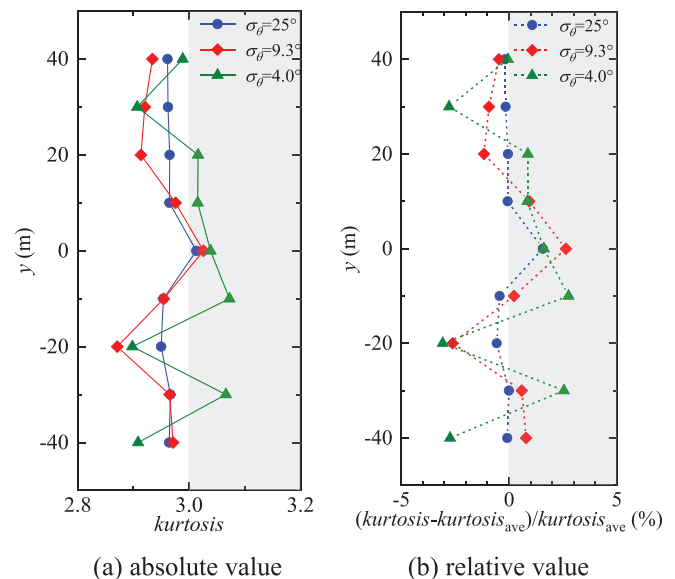 σθ=25°
σθ=9.3°
σθ=4.0°
40
20
0
-20
-40
y (m)
2.8
3.0
3.2
kurtosis
(a) absolute value
σθ=25°
σθ=9.3°
σθ=4.0°
40
20
0
-20
-40
y (m)
-5
0
5
(kurtosis-kurtosisave)/kurtosisave (%)
(b) relative value